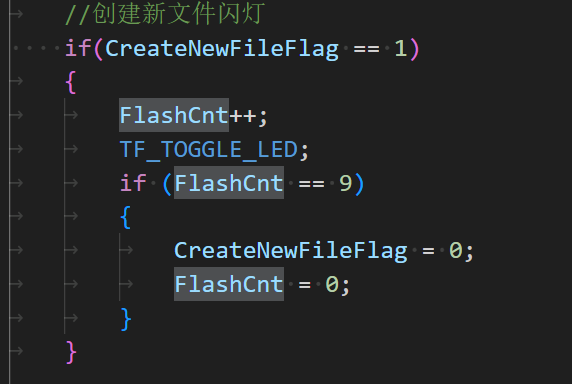 //创建新文件闪灯
if(CreateNewFileFlag == 1)
{
FlashCnt++;
TF_TOGGLE_LED;
if (FlashCnt == 9)
{
CreateNewFileFlag = 0;
FlashCnt = 0;
}
}